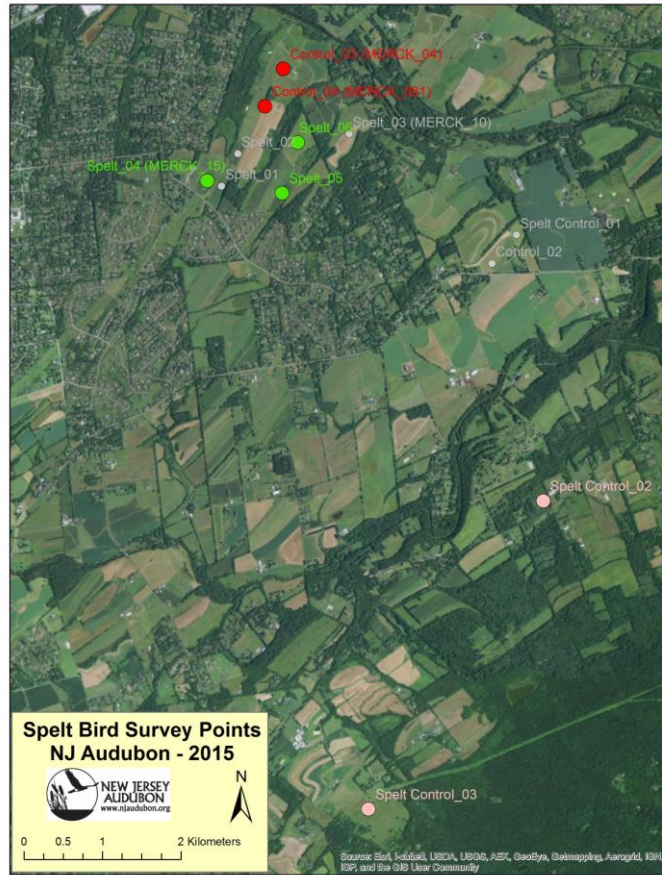 Control_03 (MERCK_04)
Control_04 (MERCK_091)
Spelt_06
Spelt_03 (MERCK_10)
Spelt_02
Spelt_04 (MERCK_15)
Spelt_01
Spelt_05
Spelt Control_01
Control_02
Spelt Control_02
Spelt Control_03
Spelt Bird Survey Points
NJ Audubon - 2015
NEW JERSEY
AUDUBON
www.njaudubon.org
N
0 0.5 1 2 Kilometers
Source: Esri, i-cubed, USDA, USGS, AEX, GeoEye, Getmapping, Aerogrid, IGN,
IGP, and the GIS User Community